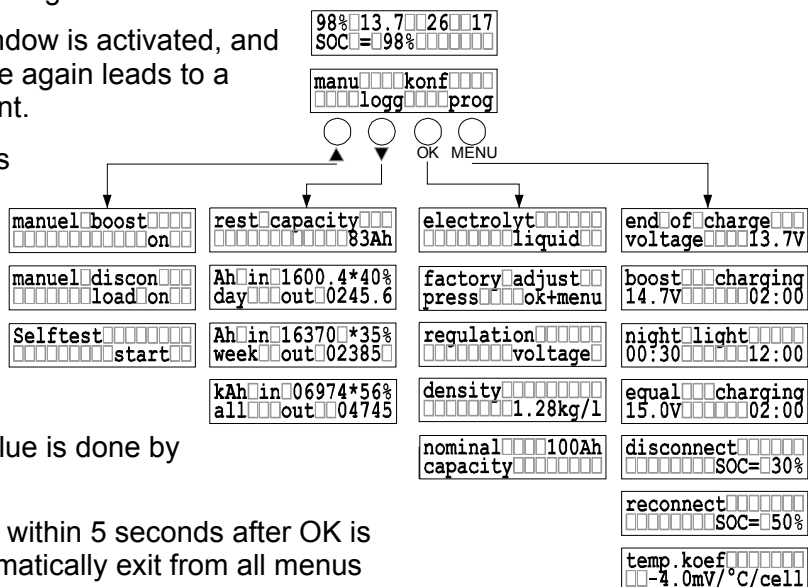 ndow is activated, and
e again leads to a
nt.
s
98% 13.7 26 17
SOC = 98%
manu konf
logg prog
▲ ▼ OK MENU
manuel boost
on
manuel discon
load on
Selftest
start
rest capacity
83Ah
Ah in 1600.4*40%
day out 0245.6
Ah in 16370 *35%
week out 02385
kAh in 06974*56%
all out 04745
electrolyt
liquid
factory adjust
press ok+menu
regulation
voltage
density
1.28kg/l
nominal 100Ah
capacity
end of charge
voltage 13.7V
boost charging
14.7V 02:00
night light
00:30 12:00
equal charging
15.0V 02:00
disconnect
SOC= 30%
reconnect
SOC= 50%
temp.koef
-4.0mV/°C/cell
lue is done by
within 5 seconds after OK is
matically exit from all menus